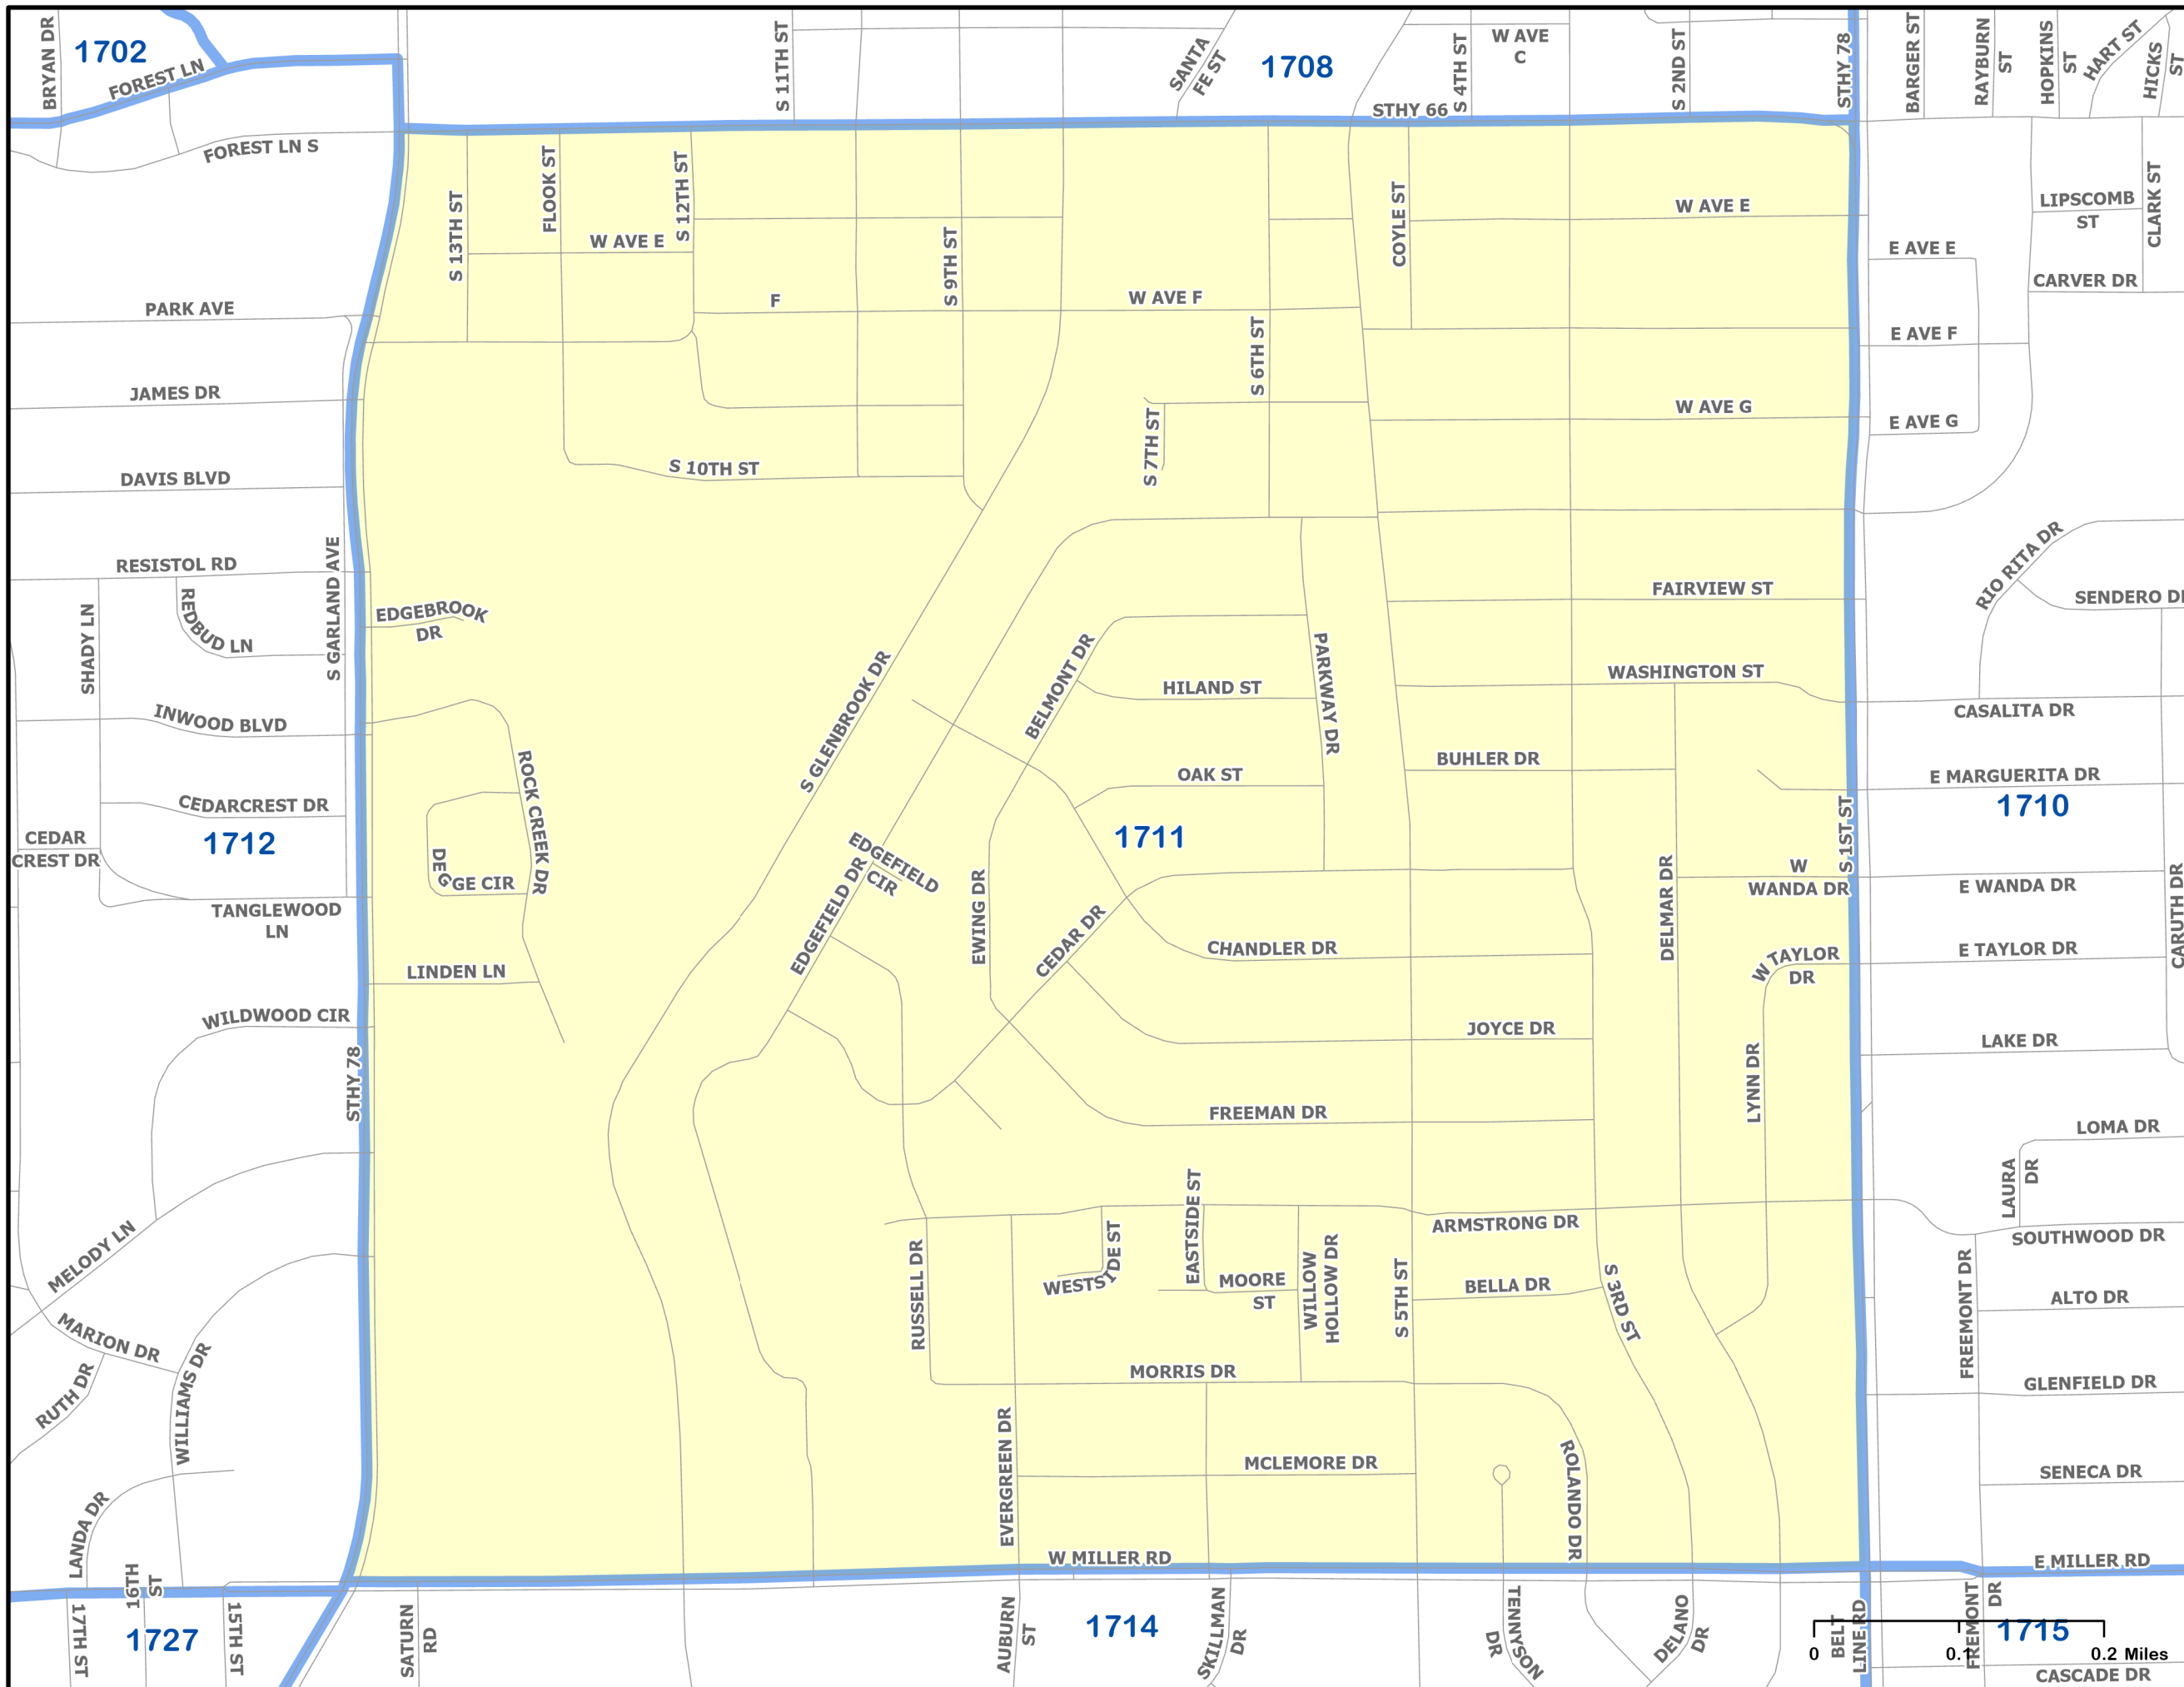 BRYAN DR
1702
FOREST LN
S 11TH ST
SANTA
FE ST
1708
STHY 66
S 4TH ST
W AVE
C
S 2ND ST
STHY 78
BARGER ST
RAYBURN
ST
HOPKINS
ST
HART ST
HICKS
ST
FOREST LN S
S 13TH ST
FLOOK ST
S 12TH ST
W AVE E
S 9TH ST
COYLE ST
W AVE E
E AVE E
LIPSCOMB
ST
CLARK ST
CARVER DR
PARK AVE
F
W AVE F
S 6TH ST
E AVE F
JAMES DR
W AVE G
E AVE G
DAVIS BLVD
S 10TH ST
S 7TH ST
RESISTOL RD
S GARLAND AVE
SHADY LN
REDBUD LN
EDGEBROOK
DR
FAIRVIEW ST
RIO RITA DR
SENDERO DR
INWOOD BLVD
S GLENBROOK DR
BELMONT DR
HILAND ST
PARKWAY DR
WASHINGTON ST
CASALITA DR
CEDARCREST DR
ROCK CREEK DR
OAK ST
BUHLER DR
E MARGUERITA DR
1710
CEDAR
CREST DR
1712
1711
S 1ST ST
DEGGE CIR
EDGEFIELD
CIR
EDGEFIELD DR
EWING DR
CEDAR DR
DELMAR DR
W
WANDA DR
E WANDA DR
CARUTH DR
TANGLEWOOD
LN
LINDEN LN
CHANDLER DR
W TAYLOR
DR
E TAYLOR DR
WILDWOOD CIR
STHY 78
JOYCE DR
LYNN DR
LAKE DR
FREEMAN DR
LOMA DR
LAURA
DR
MELODY LN
RUSSELL DR
WESTSIDE ST
EASTSIDE ST
MOORE
ST
WILLOW
HOLLOW DR
S 5TH ST
ARMSTRONG DR
BELLA DR
S 3RD ST
SOUTHWOOD DR
FREEMONT DR
ALTO DR
MARION DR
RUTH DR
WILLIAMS DR
MORRIS DR
GLENFIELD DR
EVERGREEN DR
MCLEMORE DR
ROLANDO DR
SENECA DR
LANDA DR
W MILLER RD
E MILLER RD
16TH
ST
17TH ST
1727
15TH ST
SATURN
RD
AUBURN
ST
1714
SKILLMAN
DR
TENNYSON
DR
DELANO
DR
BELT
LINE RD
FREMONT
DR
1715
0
0.1
0.2 Miles
CASCADE DR